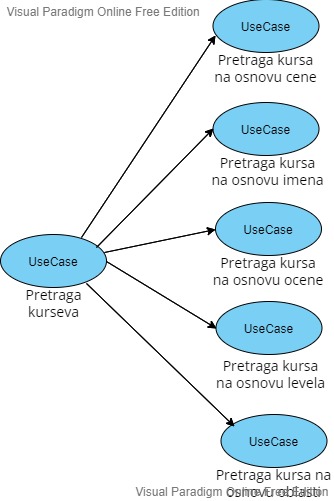 Visual Paradigm Online Free Edition
UseCase
Pretraga kursa
na osnovu cene
UseCase
Pretraga kursa
na osnovu imena
UseCase
Pretraga kursa
na osnovu ocene
UseCase
Pretraga
kurseva
UseCase
Pretraga kursa
na osnovu levela
UseCase
Pretraga kursa na
osnovu oblasti
Visual Paradigm Online Free Edition